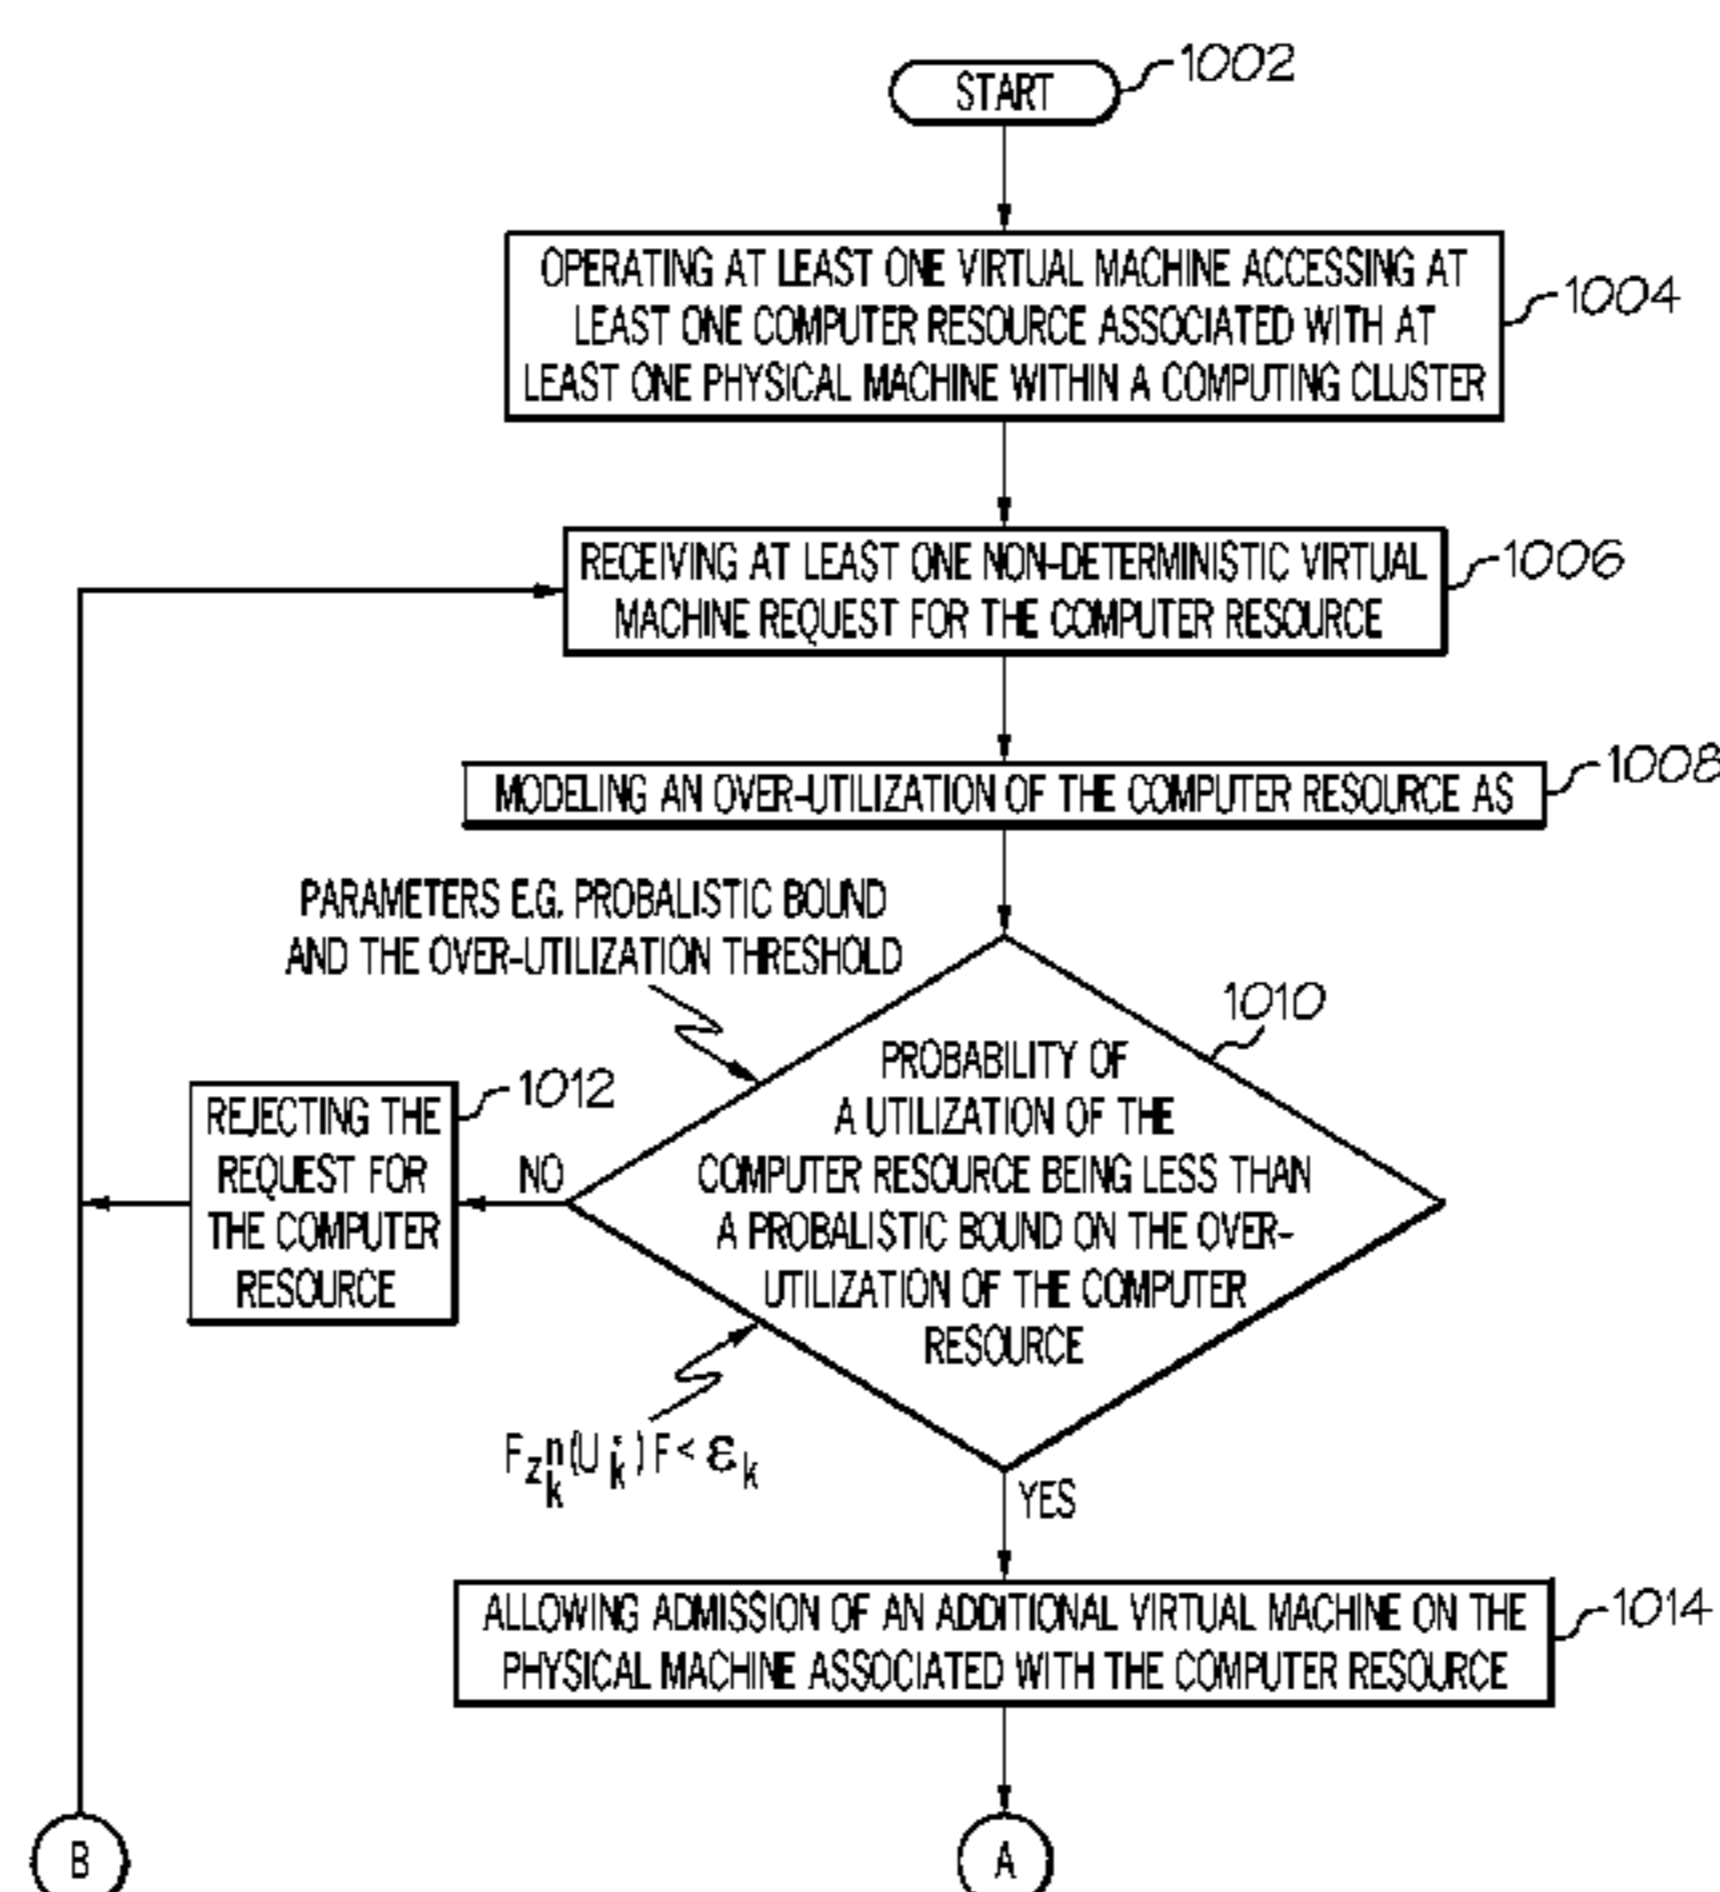 START
1002
OPERATING AT LEAST ONE VIRTUAL MACHINE ACCESSING AT
LEAST ONE COMPUTER RESOURCE ASSOCIATED WITH AT
LEAST ONE PHYSICAL MACHINE WITHIN A COMPUTING CLUSTER
1004
RECEIVING AT LEAST ONE NON-DETERMINISTIC VIRTUAL
MACHINE REQUEST FOR THE COMPUTER RESOURCE
1006
MODELING AN OVER-UTILIZATION OF THE COMPUTER RESOURCE AS
1008
PARAMETERS E.G. PROBALISTIC BOUND
AND THE OVER-UTILIZATION THRESHOLD
1010
PROBABILITY OF
A UTILIZATION OF THE
COMPUTER RESOURCE BEING LESS THAN
A PROBALISTIC BOUND ON THE OVER-
UTILIZATION OF THE COMPUTER
RESOURCE
1012
REJECTING THE
REQUEST FOR
THE COMPUTER
RESOURCE
NO
F z n k (U * k ) F < ε k
YES
ALLOWING ADMISSION OF AN ADDITIONAL VIRTUAL MACHINE ON THE
PHYSICAL MACHINE ASSOCIATED WITH THE COMPUTER RESOURCE
1014
B
A